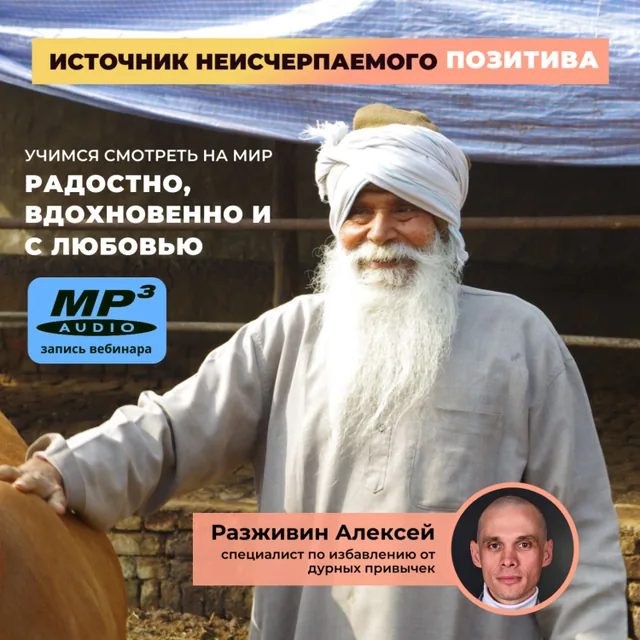 ИСТОЧНИК НЕИСЧЕРПАЕМОГО ПОЗИТИВА
УЧИМСЯ СМОТРЕТЬ НА МИР
РАДОСТНО,
ВДОХНОВЕННО И
С ЛЮБОВЬЮ
MP3
AUDIO
запись вебинара
Разживин Алексей
специалист по избавлению от
дурных привычек